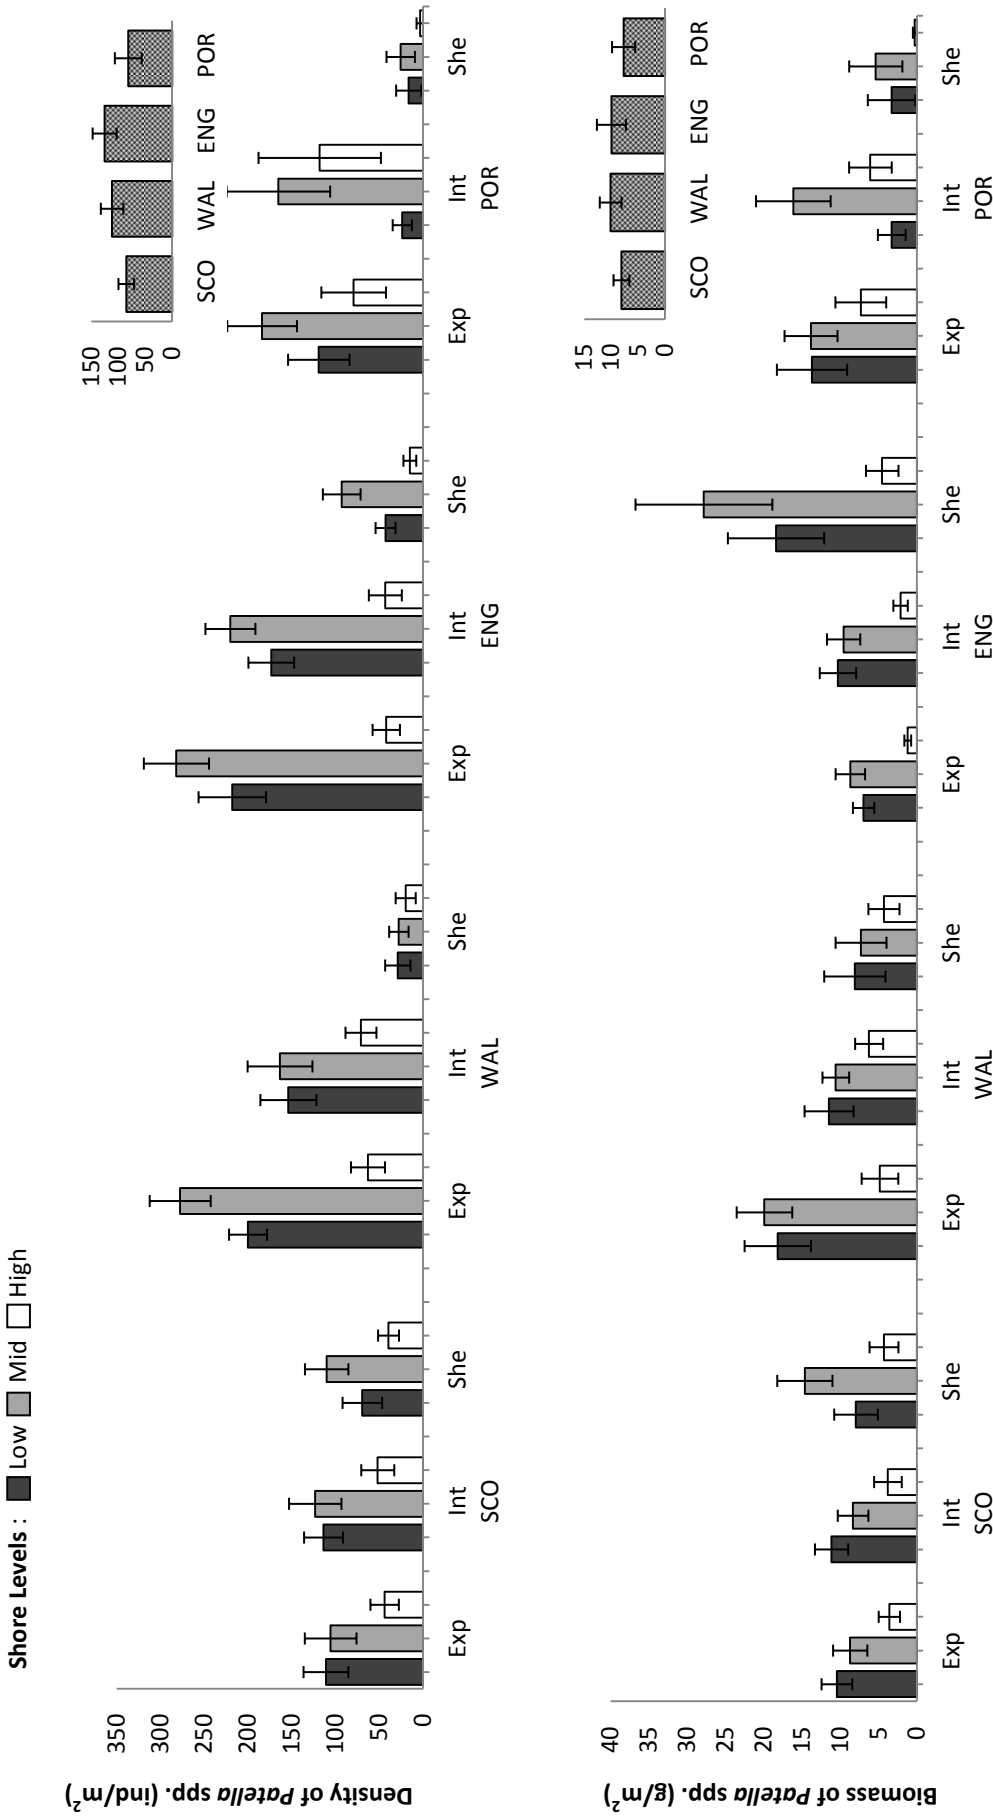 Shore Levels : Low Mid High
Density of Patella spp. (ind/m²)
350
300
250
200
150
100
50
0
Exp Int She Exp Int She Exp Int She Exp Int She
SCO WAL ENG POR
150
100
50
0
SCO WAL ENG POR
Biomass of Patella spp. (g/m²)
40
35
30
25
20
15
10
5
0
Exp Int She Exp Int She Exp Int She Exp Int She
SCO WAL ENG POR
15
10
5
0
SCO WAL ENG POR